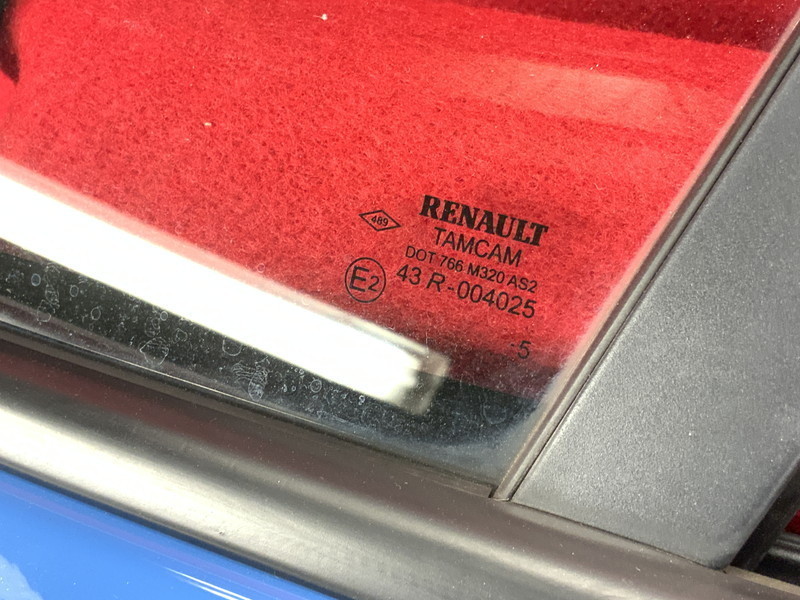 RENAULT
489
TAMCAM
DOT 766 M320 AS2
E2
43 R-004025
-5